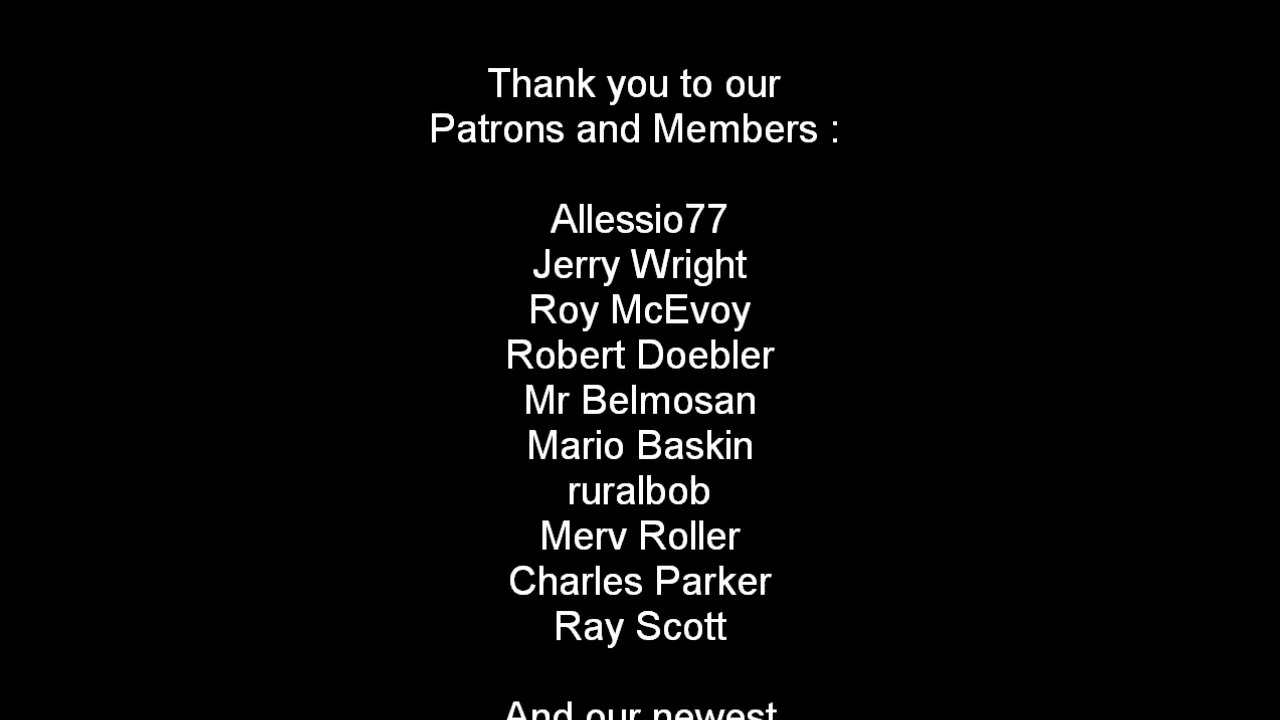 Thank you to our
Patrons and Members :
Allessio77
Jerry Wright
Roy McEvoy
Robert Doebler
Mr Belmosan
Mario Baskin
ruralbob
Merv Roller
Charles Parker
Ray Scott
And our newest